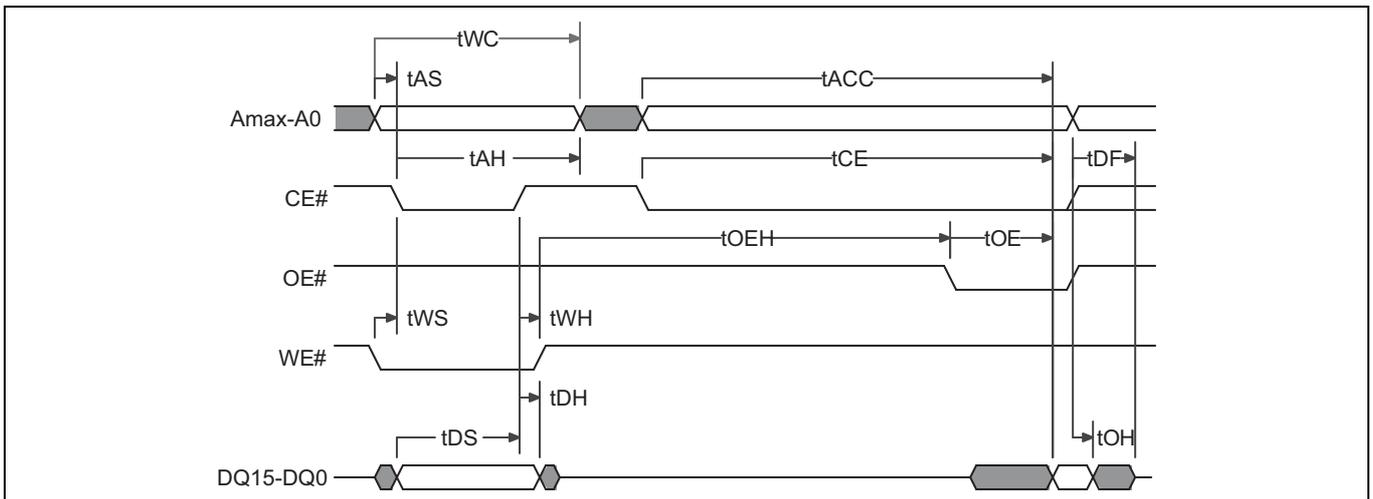 tWC
tAS
tACC
Amax-A0
tAH
tCE
tDF
CE#
tOEH
tOE
OE#
tWS
tWH
WE#
tDH
tDS
tOH
DQ15-DQ0